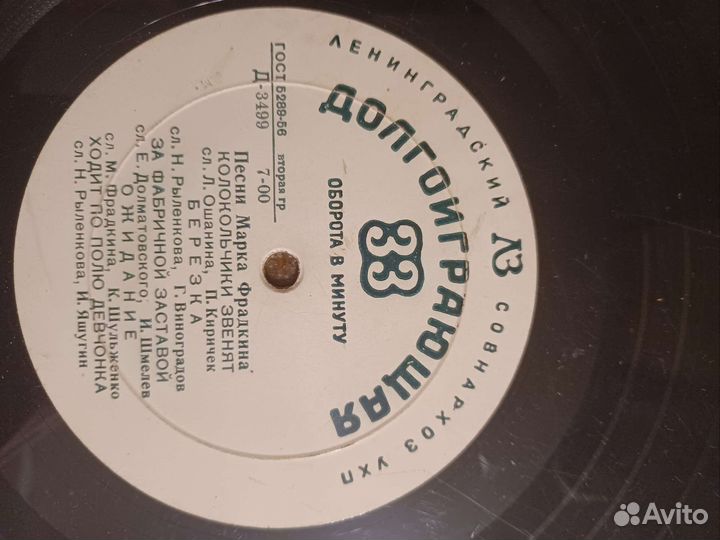 ЛЕНИНГРАДСКИЙ ЛЗ СОВНАРХОЗ УХП
ДОЛГОИГРАЮЩАЯ
33
ОБОРОТА В МИНУТУ
ГОСТ 5289-56 вторая гр
Д-3499 7-00
Песни Марка Фрадкина
КОЛОКОЛЬЧИКИ ЗВЕНЯТ
сл. Л. Ошанина, П. Киричек
БЕРЕЗКА
сл. Н. Рыленкова, Г. Виноградов
ЗА ФАБРИЧНОЙ ЗАСТАВОЙ
сл. Е. Долматовского, И. Шмелев
ОЖИДАНИЕ
сл. М. Фрадкина, К. Шульженко
ХОДИТ ПО ПОЛЮ ДЕВЧОНКА
сл. Н. Рыленкова, И. Яшугин
Avito